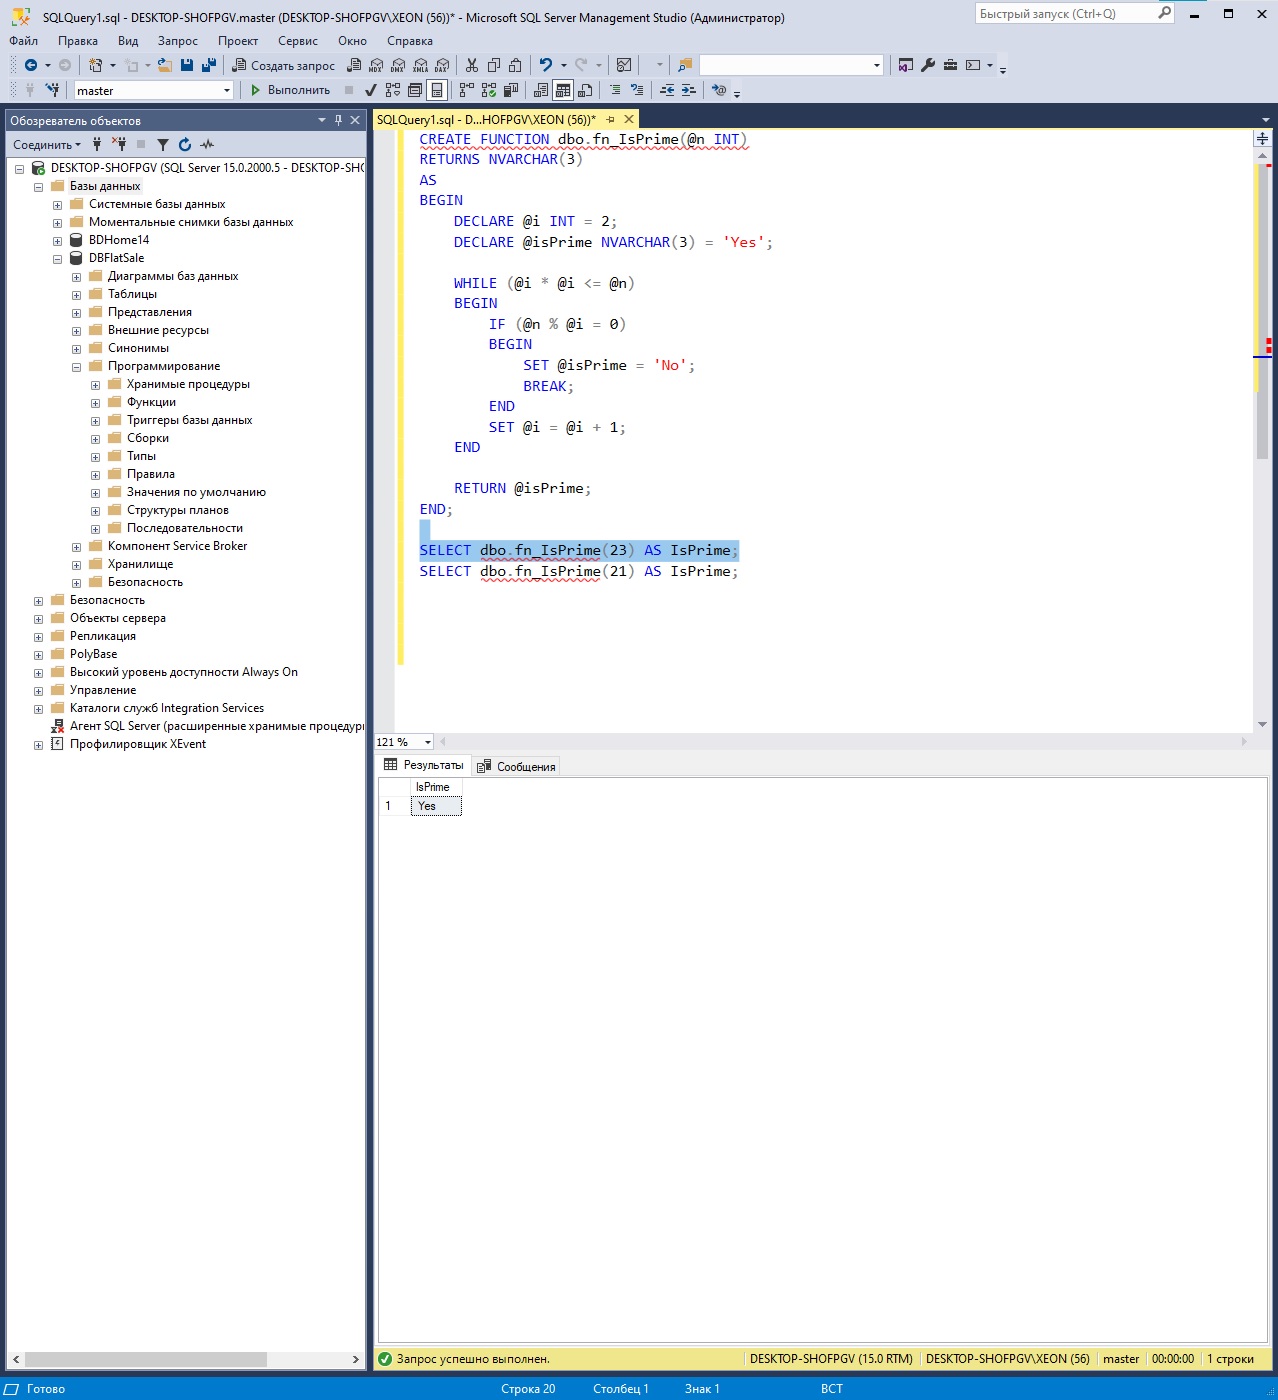 SQLQuery1.sql - DESKTOP-SHOFPGV.master (DESKTOP-SHOFPGV\XEON (56))* - Microsoft SQL Server Management Studio (Администратор)
Быстрый запуск (Ctrl+Q)
Файл Правка Вид Запрос Проект Сервис Окно Справка
Создать запрос MDX DMX XMLA DAX
master Выполнить
Обозреватель объектов
Соединить
DESKTOP-SHOFPGV (SQL Server 15.0.2000.5 - DESKTOP-SH
Базы данных
Системные базы данных
Моментальные снимки базы данных
BDHome14
DBFlatSale
Диаграммы баз данных
Таблицы
Представления
Внешние ресурсы
Синонимы
Программирование
Хранимые процедуры
Функции
Триггеры базы данных
Сборки
Типы
Правила
Значения по умолчанию
Структуры планов
Последовательности
Компонент Service Broker
Хранилище
Безопасность
Безопасность
Объекты сервера
Репликация
PolyBase
Высокий уровень доступности Always On
Управление
Каталоги служб Integration Services
Агент SQL Server (расширенные хранимые процедур
Профилировщик XEvent
SQLQuery1.sql - D...HOFPGV\XEON (56))*
CREATE FUNCTION dbo.fn_IsPrime(@n INT)
RETURNS NVARCHAR(3)
AS
BEGIN
DECLARE @i INT = 2;
DECLARE @isPrime NVARCHAR(3) = 'Yes';
WHILE (@i * @i <= @n)
BEGIN
IF (@n % @i = 0)
BEGIN
SET @isPrime = 'No';
BREAK;
END
SET @i = @i + 1;
END
RETURN @isPrime;
END;
SELECT dbo.fn_IsPrime(23) AS IsPrime;
SELECT dbo.fn_IsPrime(21) AS IsPrime;
121 %
Результаты Сообщения
IsPrime
1 Yes
Запрос успешно выполнен. DESKTOP-SHOFPGV (15.0 RTM) DESKTOP-SHOFPGV\XEON (56) master 00:00:00 1 строки
Готово Строка 20 Столбец 1 Знак 1 ВСТ